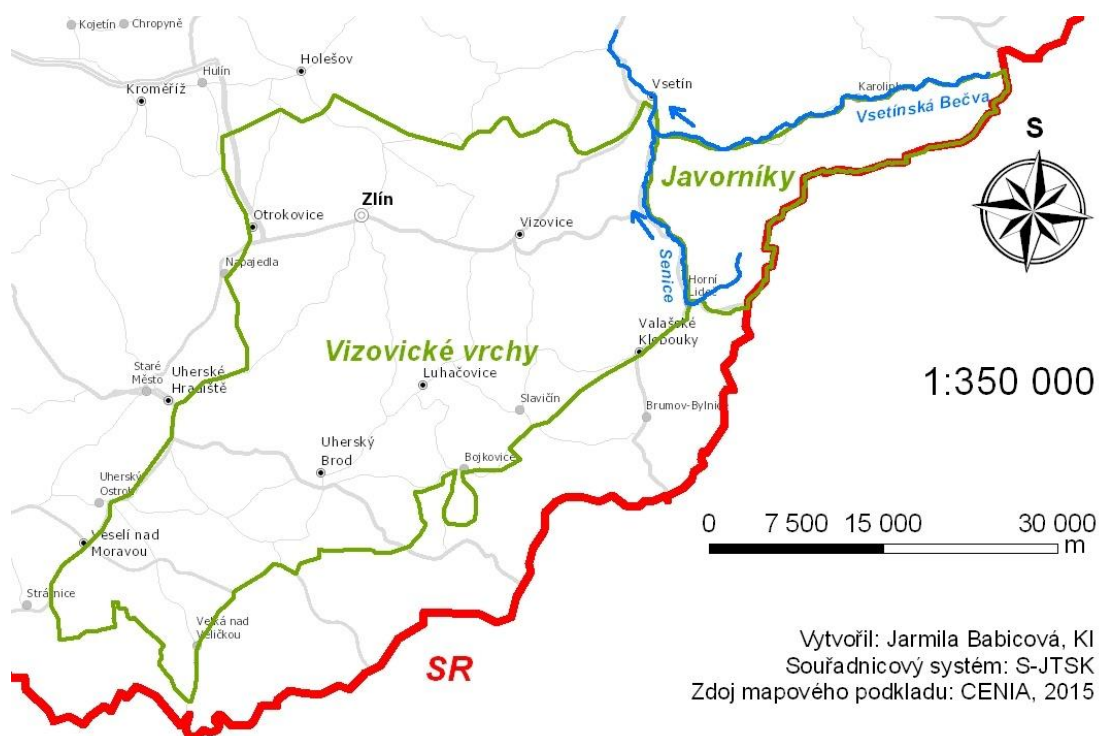 Kojetín
Chropyně
Holešov
Hulín
Kroměříž
Vsetín
Karolinka
Vsetínská Bečva
S
Javorníky
Zlín
Otrokovice
Vizovice
Napajedla
Senice
Horní
Lideč
Valašské
Klobouky
Vizovické vrchy
Staré
Město
Uherské
Hradiště
Luhačovice
1:350 000
Slavičín
Brumov-Bylnice
Uherský
Brod
Bojkovice
Uherský
Ostroh
0 7 500 15 000 30 000
m
Veselí nad
Moravou
Strážnice
Velká nad
Veličkou
SR
Vytvořil: Jarmila Babicová, KI
Souřadnicový systém: S-JTSK
Zdoj mapového podkladu: CENIA, 2015